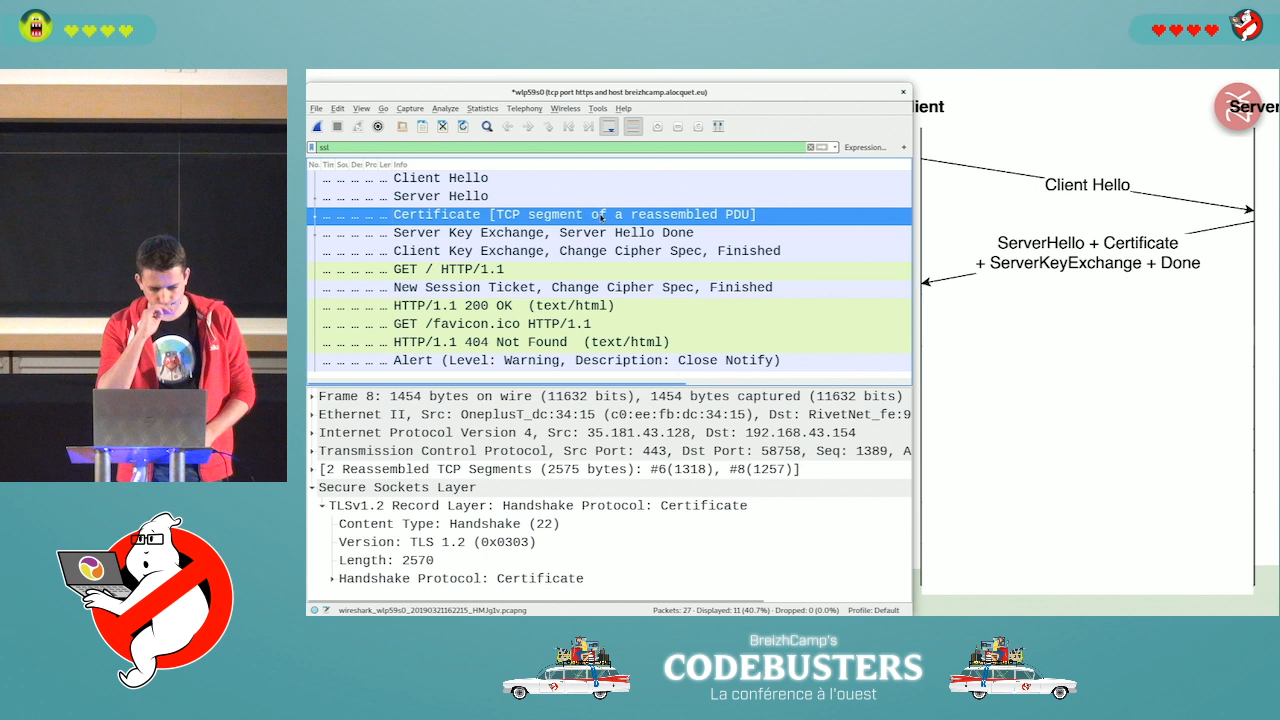 *wlp59s0 (tcp port https and host breizhcamp.alocquet.eu)
File Edit View Go Capture Analyze Statistics Telephony Wireless Tools Help
ssl
Expression...
No. Tin Sou De: Pro Ler Info
Client Hello
Server Hello
Certificate [TCP segment of a reassembled PDU]
Server Key Exchange, Server Hello Done
Client Key Exchange, Change Cipher Spec, Finished
GET / HTTP/1.1
New Session Ticket, Change Cipher Spec, Finished
HTTP/1.1 200 OK (text/html)
GET /favicon.ico HTTP/1.1
HTTP/1.1 404 Not Found (text/html)
Alert (Level: Warning, Description: Close Notify)
Frame 8: 1454 bytes on wire (11632 bits), 1454 bytes captured (11632 bits)
Ethernet II, Src: OneplusT_dc:34:15 (c0:ee:fb:dc:34:15), Dst: RivetNet_fe:9
Internet Protocol Version 4, Src: 35.181.43.128, Dst: 192.168.43.154
Transmission Control Protocol, Src Port: 443, Dst Port: 58758, Seq: 1389, A
[2 Reassembled TCP Segments (2575 bytes): #6(1318), #8(1257)]
Secure Sockets Layer
TLSv1.2 Record Layer: Handshake Protocol: Certificate
Content Type: Handshake (22)
Version: TLS 1.2 (0x0303)
Length: 2570
Handshake Protocol: Certificate
wireshark_wlp59s0_20190321162215_HMJg1v.pcapng
Packets: 27 · Displayed: 11 (40.7%) · Dropped: 0 (0.0%)
Profile: Default
ient
Server
Client Hello
ServerHello + Certificate
+ ServerKeyExchange + Done
BreizhCamp's
CODEBUSTERS
La conférence à l'ouest